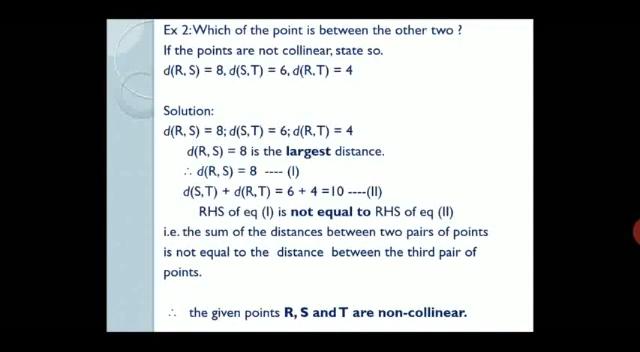 Ex 2:Which of the point is between the other two ?
If the points are not collinear, state so.
d(R, S) = 8, d(S,T) = 6, d(R,T) = 4
Solution:
d(R, S) = 8; d(S,T) = 6; d(R,T) = 4
d(R, S) = 8 is the largest distance.
∴ d(R, S) = 8 ---- (I)
d(S,T) + d(R,T) = 6 + 4 =10 ----(II)
RHS of eq (I) is not equal to RHS of eq (II)
i.e. the sum of the distances between two pairs of points
is not equal to the distance between the third pair of
points.
∴ the given points R, S and T are non-collinear.